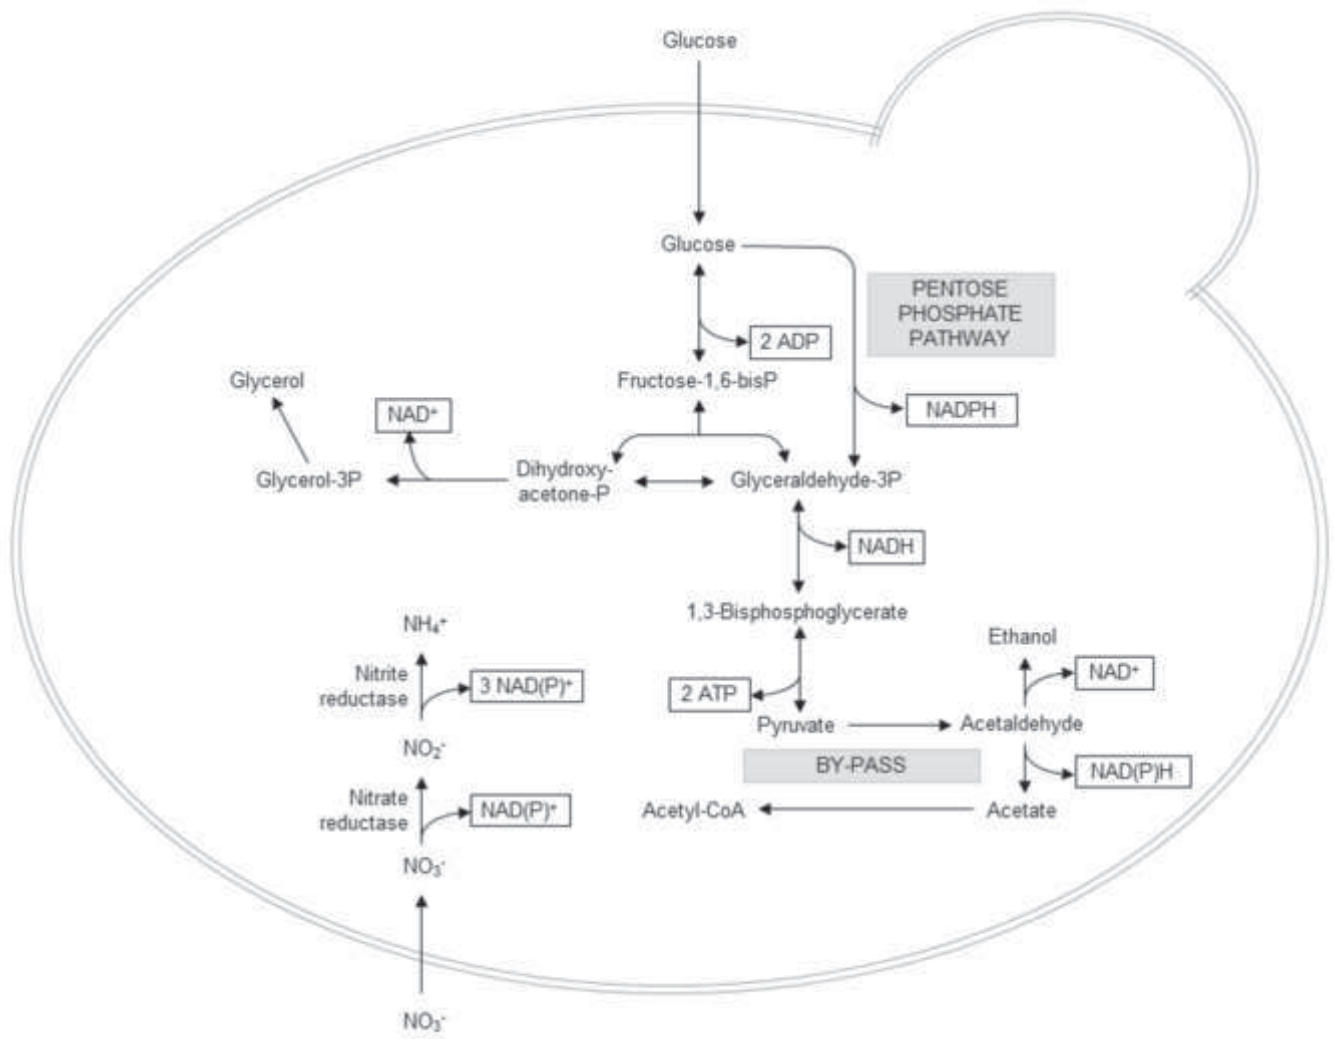 Glucose
Glucose
PENTOSE
PHOSPHATE
PATHWAY
2 ADP
Fructose-1,6-bisP
Glycerol
NAD⁺
NADPH
Glycerol-3P
Dihydroxy-
acetone-P
Glyceraldehyde-3P
NADH
1,3-Bisphosphoglycerate
NH₄⁺
Ethanol
Nitrite
reductase
3 NAD(P)⁺
2 ATP
NAD⁺
Pyruvate
Acetaldehyde
NO₂⁻
BY-PASS
NAD(P)H
Nitrate
reductase
NAD(P)⁺
Acetyl-CoA
Acetate
NO₃⁻
NO₃⁻